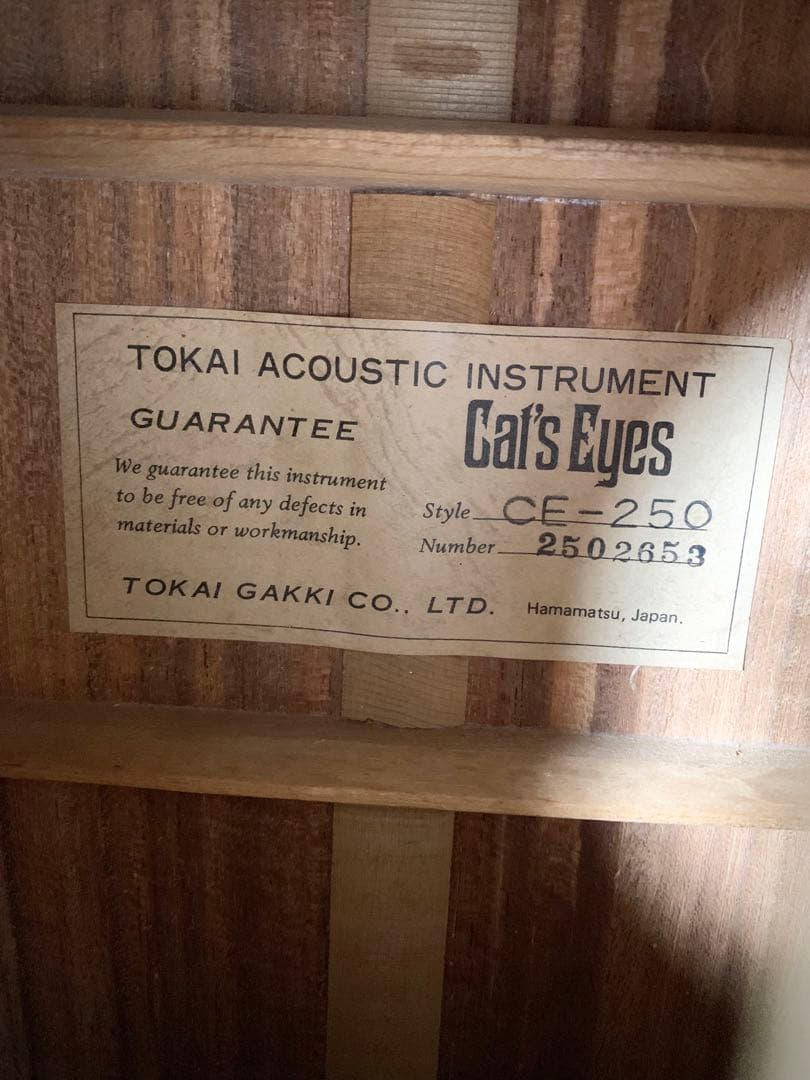 TOKAI ACOUSTIC INSTRUMENT
GUARANTEE
Cat's Eyes
We guarantee this instrument
to be free of any defects in
materials or workmanship.
Style CE-250
Number 2502653
TOKAI GAKKI CO., LTD. Hamamatsu, Japan.